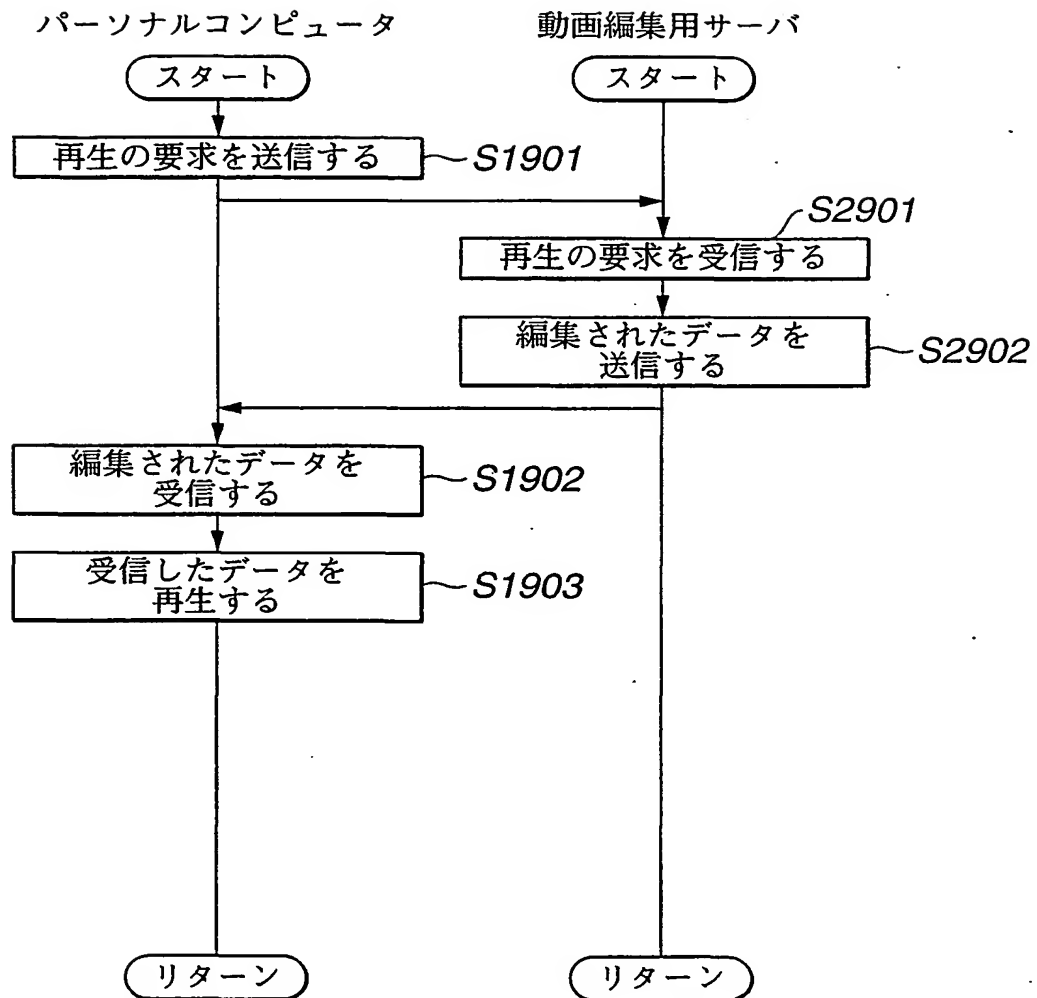 パーソナルコンピュータ
動画編集用サーバ
スタート
スタート
再生の要求を送信する
S1901
S2901
再生の要求を受信する
編集されたデータを
送信する
S2902
編集されたデータを
受信する
S1902
受信したデータを
再生する
S1903
リターン
リターン